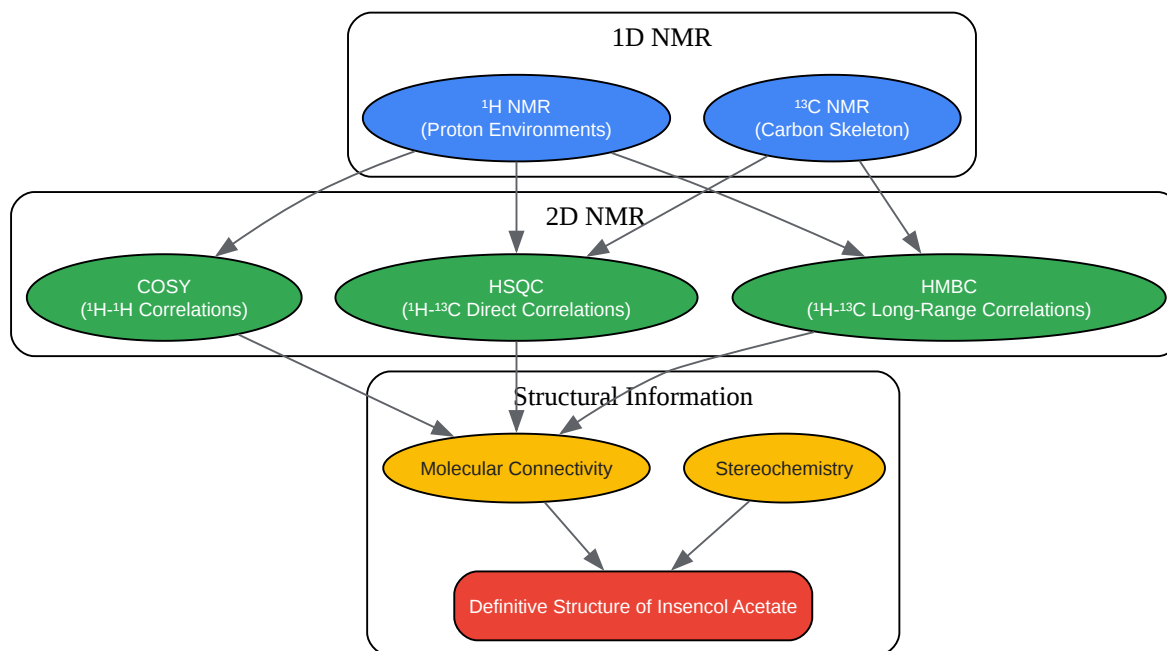 1D NMR
¹H NMR
(Proton Environments)
¹³C NMR
(Carbon Skeleton)
2D NMR
COSY
(¹H-¹H Correlations)
HSQC
(¹H-¹³C Direct Correlations)
HMBC
(¹H-¹³C Long-Range Correlations)
Structural Information
Molecular Connectivity
Stereochemistry
Definitive Structure of Insencol Acetate